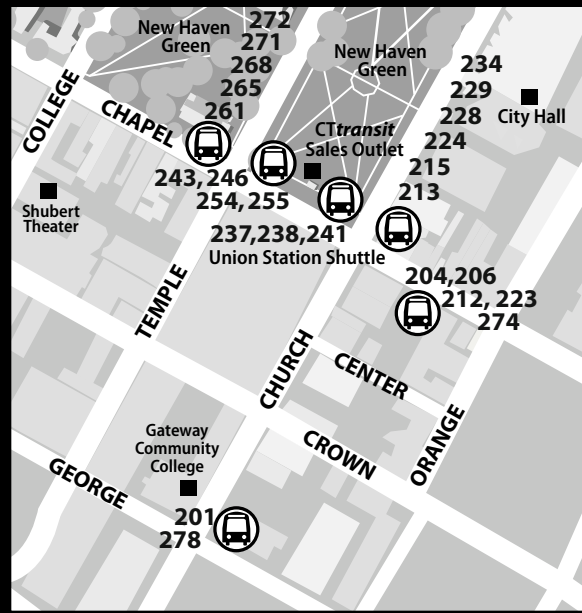 272
271
268
265
261
New Haven
Green
New Haven
Green
234
229
228
224
215
213
City Hall
COLLEGE
CHAPEL
CTtransit
Sales Outlet
243, 246
254, 255
Shubert
Theater
237,238,241
Union Station Shuttle
204,206
212, 223
274
TEMPLE
CHURCH
CENTER
ORANGE
CROWN
Gateway
Community
College
GEORGE
201
278